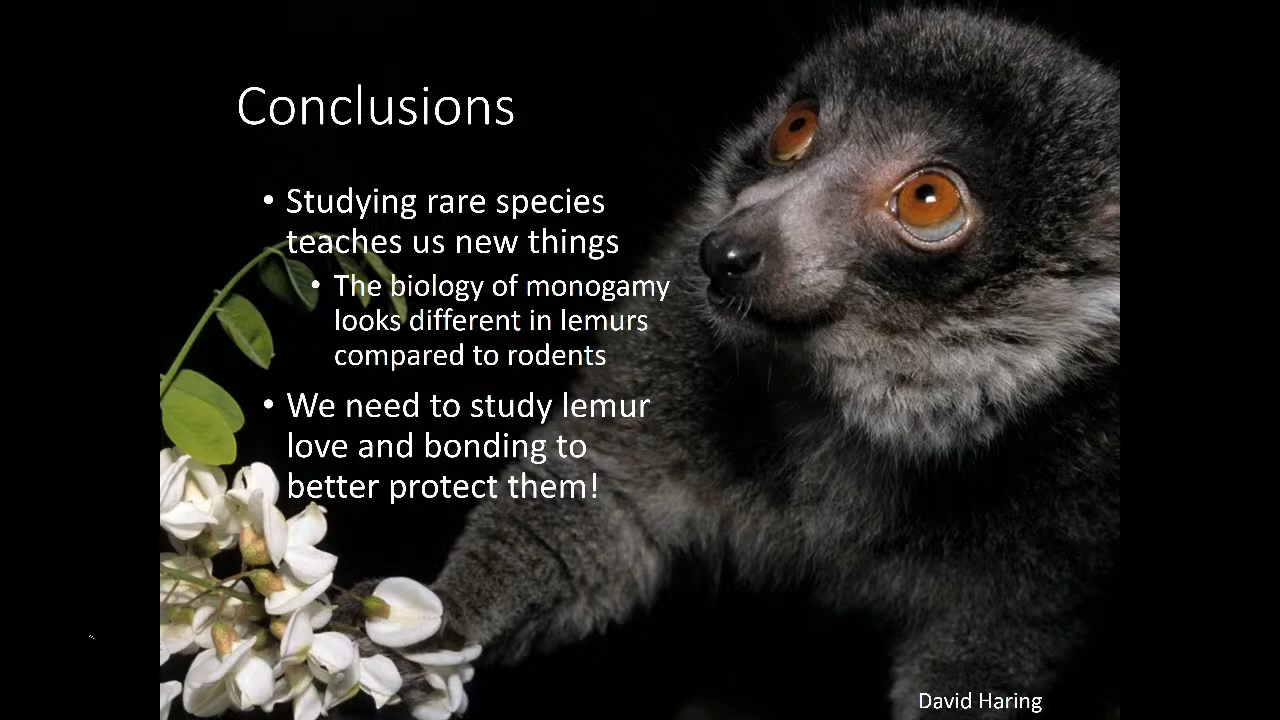 Conclusions
• Studying rare species
teaches us new things
• The biology of monogamy
looks different in lemurs
compared to rodents
• We need to study lemur
love and bonding to
better protect them!
David Haring